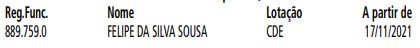 Reg.Func. Nome Lotação A partir de
889.759.0 FELIPE DA SILVA SOUSA CDE 17/11/2021